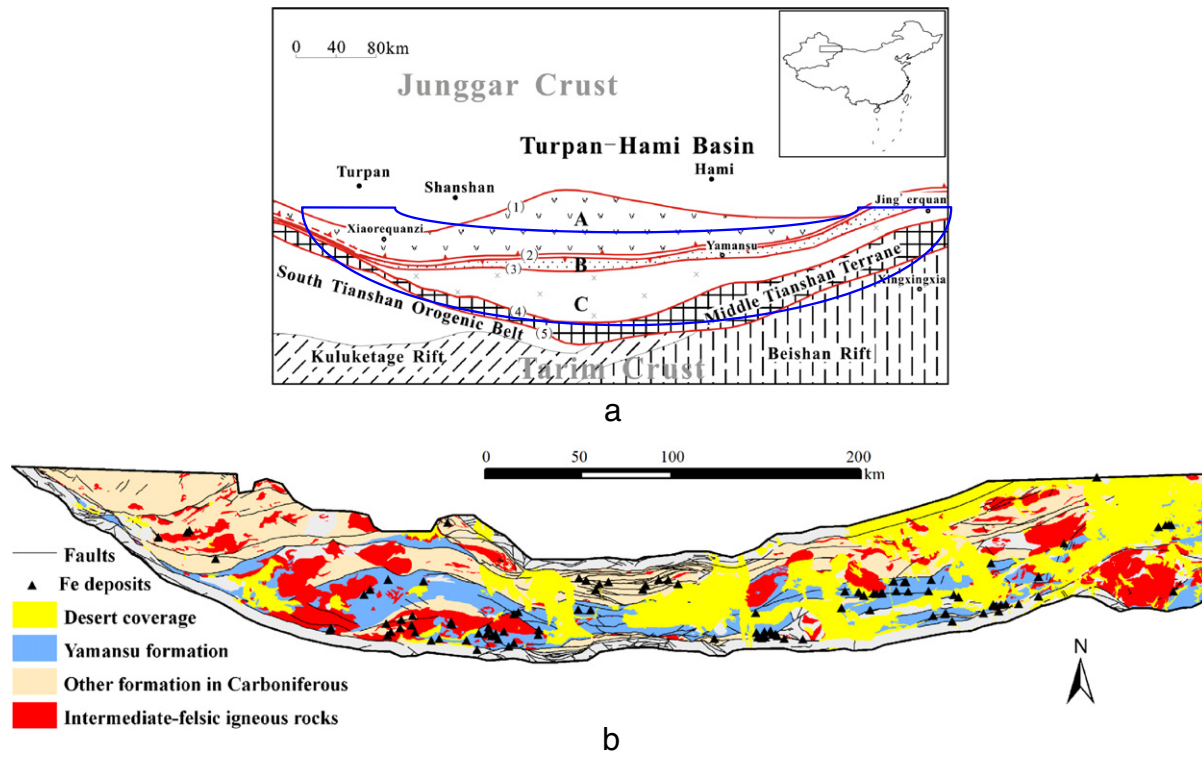 0 40 80km
Junggar Crust
Turpan-Hami Basin
Turpan
Hami
Shanshan
Jing erquan
(1)
A
Xiaorequanzi
Yamansu
(2)
B
(3)
C
Middle Tianshan Terrane
Xingxingxia
South Tianshan Orogenic Belt
(4)
(5)
Kuluketage Rift
Beishan Rift
Tarim Crust
a
0 50 100 200
km
Faults
Fe deposits
Desert coverage
Yamansu formation
Other formation in Carboniferous
Intermediate-felsic igneous rocks
N
b